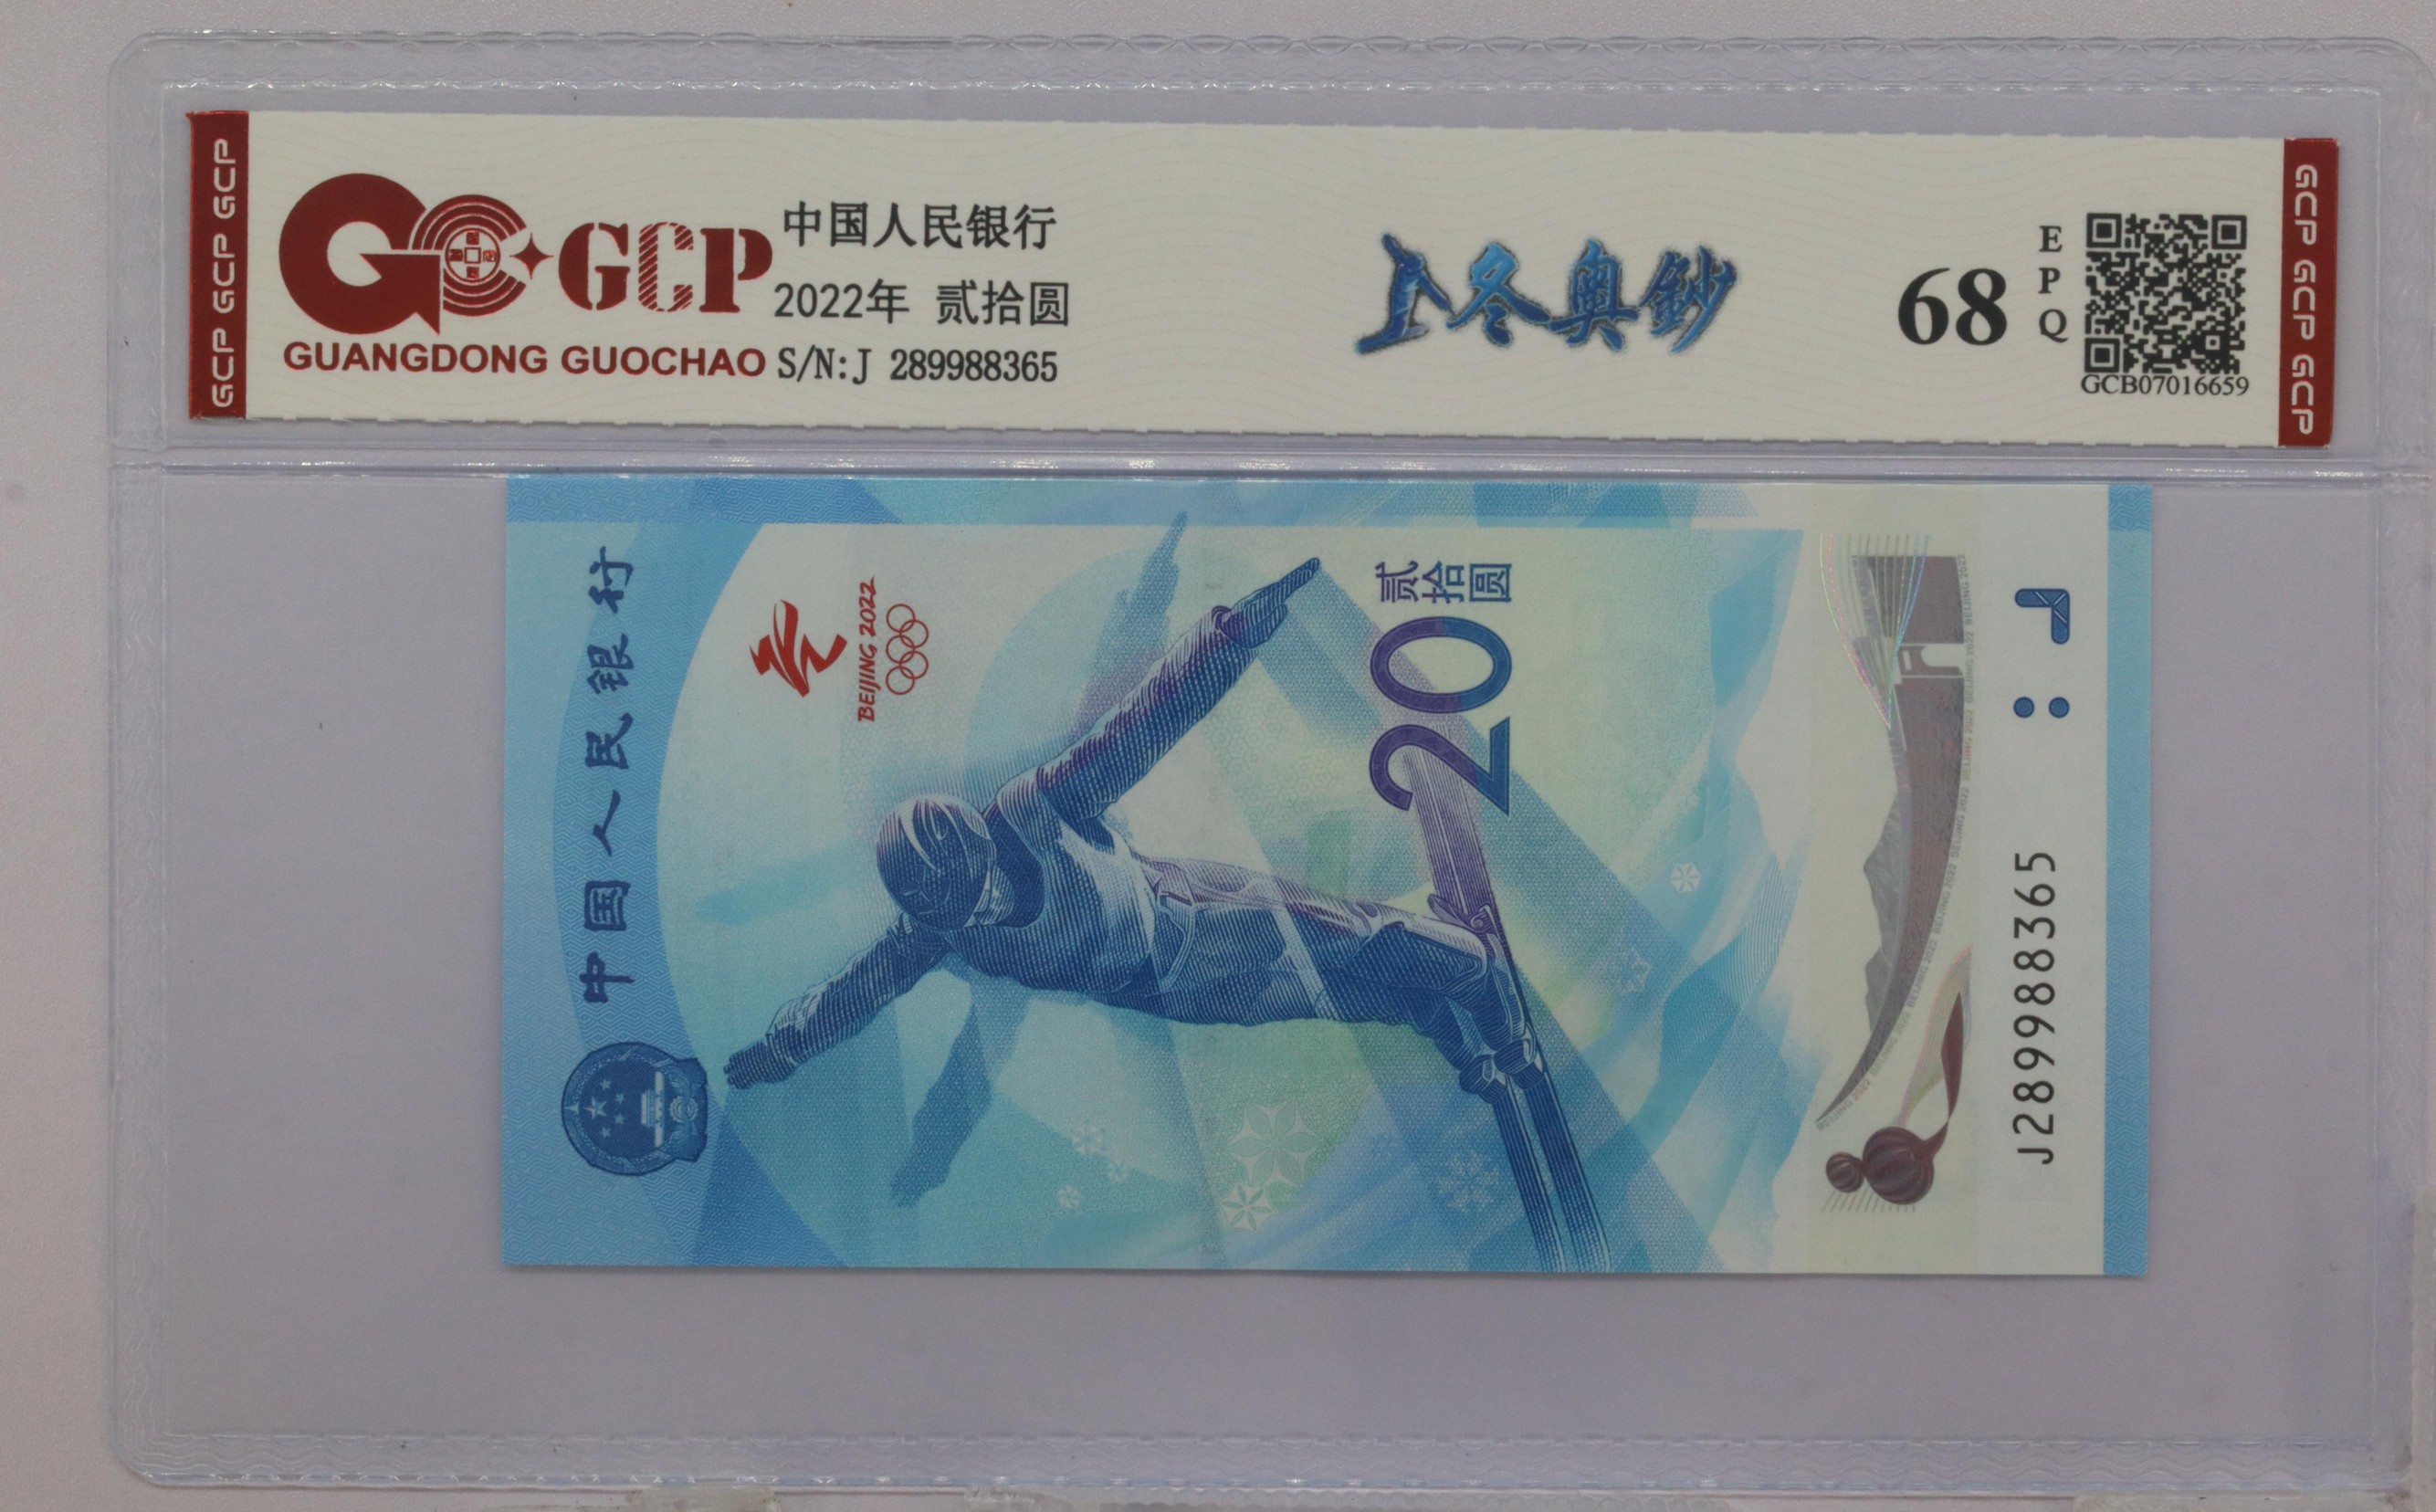 GCP GCP GCP
GCP
GUANGDONG GUOCHAO
中国人民银行
2022年 贰拾圆
S/N:J 289988365
冬奥鈔
68
EPQ
GCB07016659
GCP GCP GCP
中国人民银行
BEIJING 2022
贰拾圆
20
J289988365